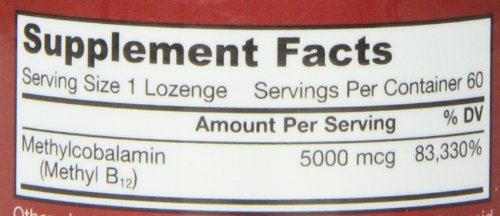 Supplement Facts
Serving Size 1 Lozenge Servings Per Container 60
Amount Per Serving % DV
Methylcobalamin 5000 mcg 83,330%
(Methyl B12)